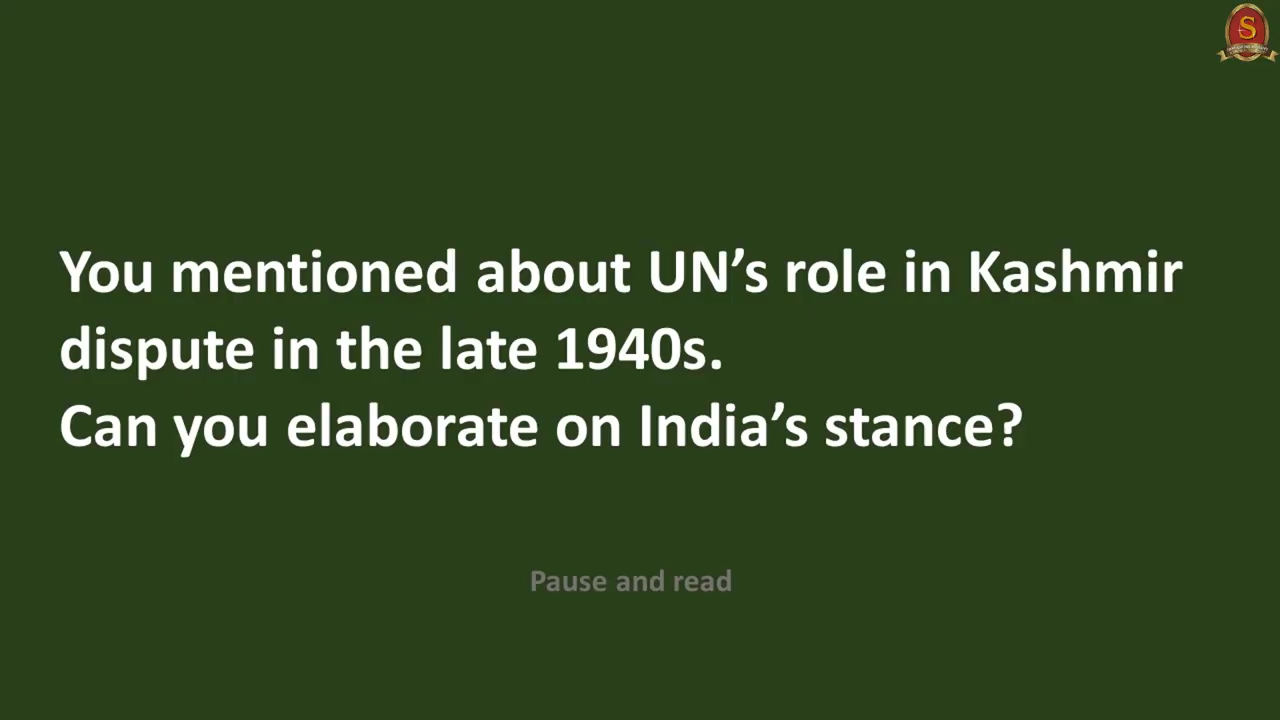 S
You mentioned about UN’s role in Kashmir
dispute in the late 1940s.
Can you elaborate on India’s stance?
Pause and read